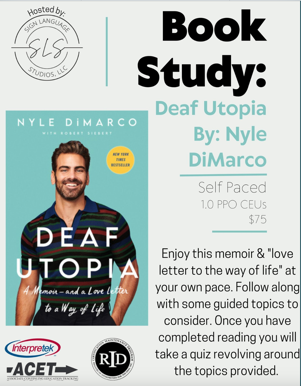 Hosted by:
SIGN LANGUAGE
SLS
STUDIOS, LLC
Book
Study:
Deaf Utopia
By: Nyle
DiMarco
Self Paced
1.0 PPO CEUs
$75
NYLE DiMARCO
WITH ROBERT SIEBERT
NEW YORK
TIMES
BESTSELLER
DEAF
UTOPIA
A Memoir—and a Love Letter
to a Way of Life
Enjoy this memoir & "love
letter to the way of life" at
your own pace. Follow along
with some guided topics to
consider. Once you have
completed reading you will
take a quiz revolving around
the topics provided.
interpretek
ACET
RID